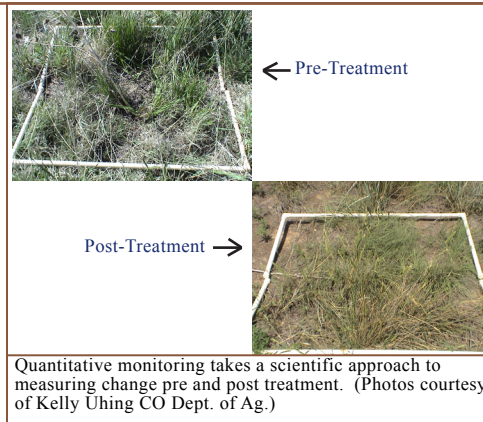 Pre-Treatment
Post-Treatment
Quantitative monitoring takes a scientific approach to
measuring change pre and post treatment. (Photos courtesy
of Kelly Uhing CO Dept. of Ag.)